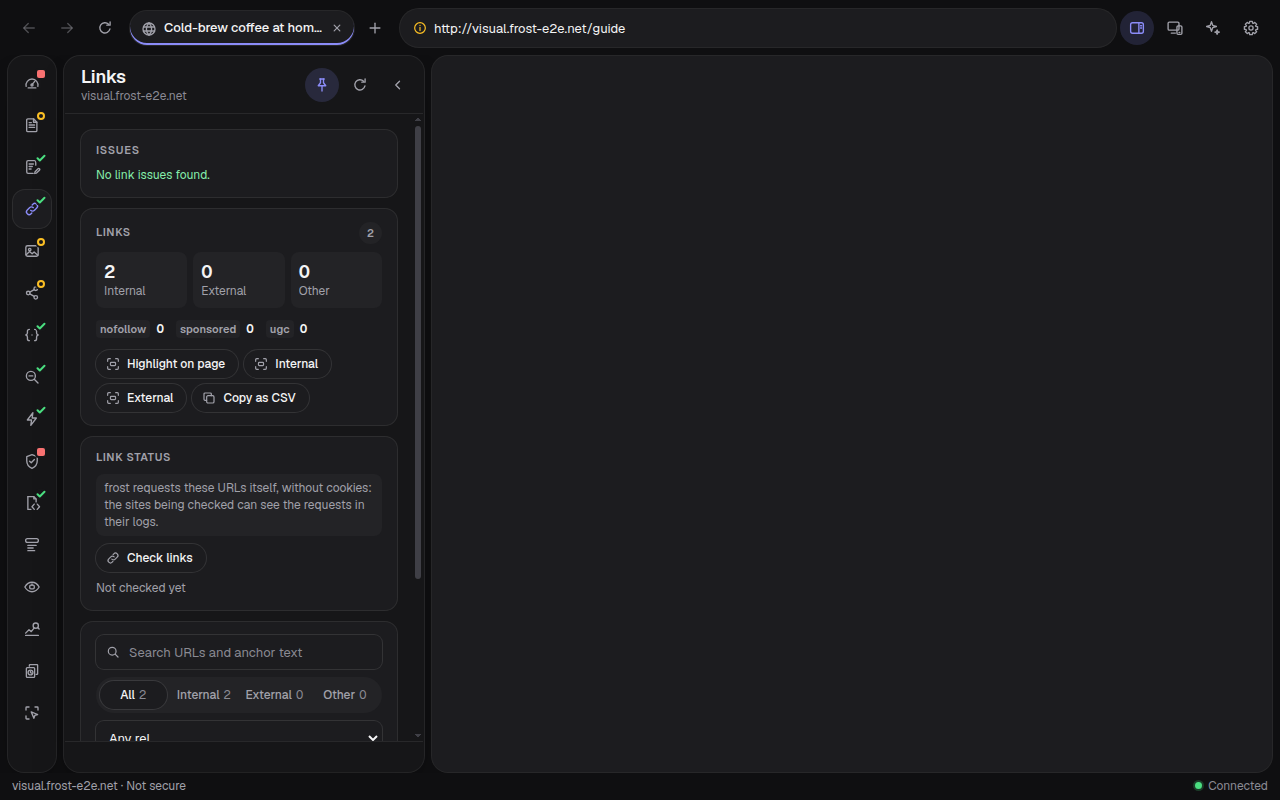 Cold-brew coffee at hom…
http://visual.frost-e2e.net/guide
Links
visual.frost-e2e.net
ISSUES
No link issues found.
LINKS 2
2 0 0
Internal External Other
nofollow 0 sponsored 0 ugc 0
Highlight on page Internal
External Copy as CSV
LINK STATUS
frost requests these URLs itself, without cookies:
the sites being checked can see the requests in
their logs.
Check links
Not checked yet
Search URLs and anchor text
All 2 Internal 2 External 0 Other 0
Any rel
visual.frost-e2e.net · Not secure Connected